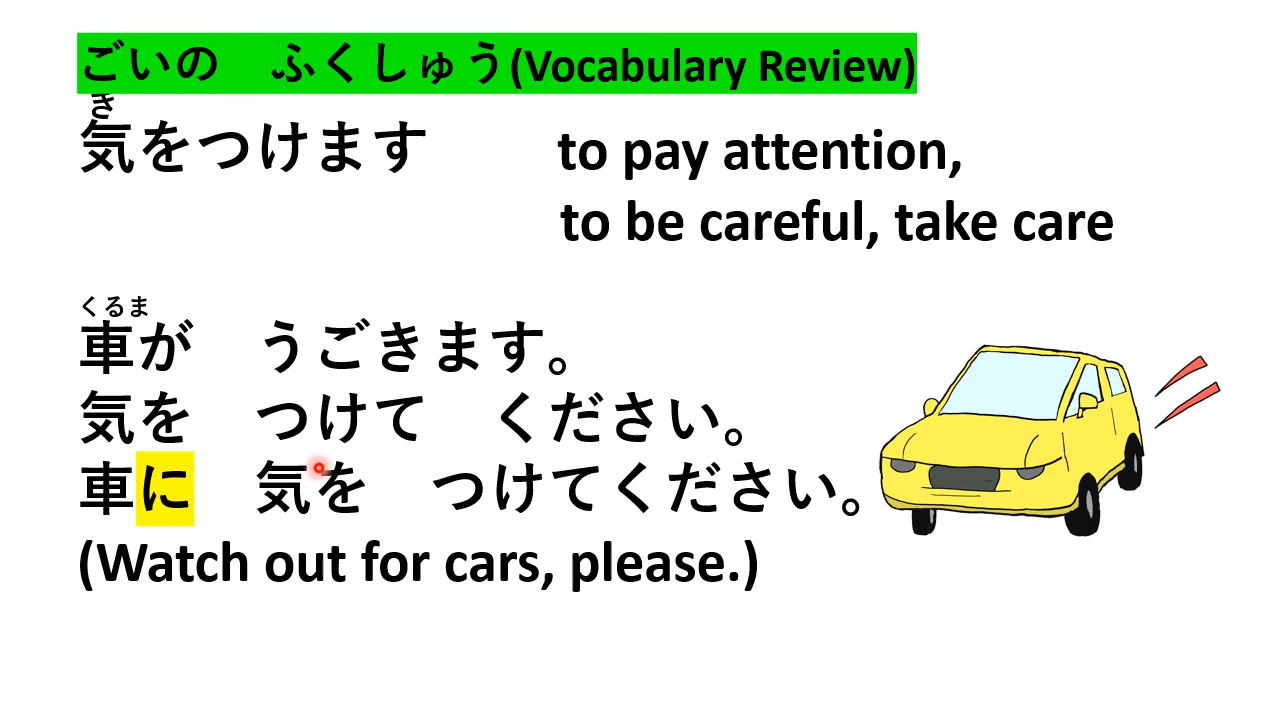 ごいの　ふくしゅう(Vocabulary Review)
き
気をつけます　to pay attention,
to be careful, take care
くるま
車が　うごきます。
気を　つけて　ください。
車に　気を　つけてください。
(Watch out for cars, please.)